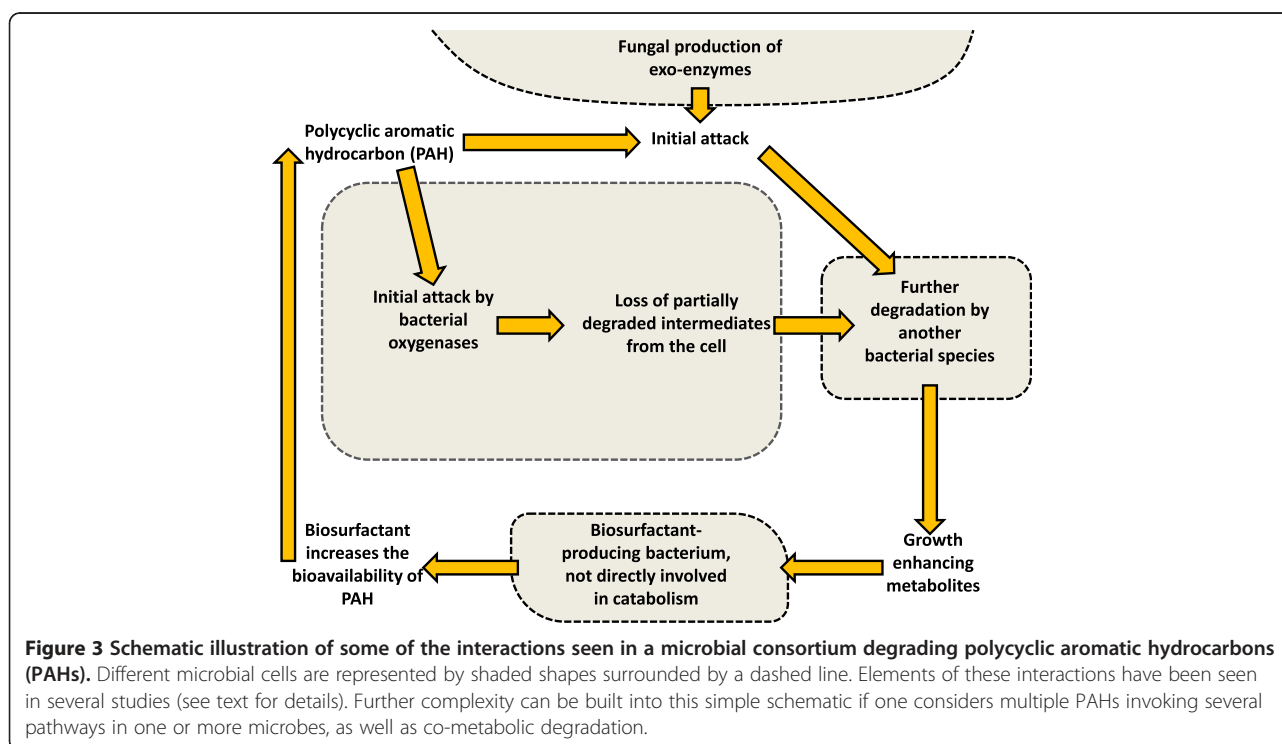 Fungal production of
exo-enzymes
Polycyclic aromatic
hydrocarbon (PAH)
Initial attack
Initial attack by
bacterial
oxygenases
Loss of partially
degraded intermediates
from the cell
Further
degradation by
another
bacterial species
Biosurfactant
increases the
bioavailability of
PAH
Biosurfactant-
producing bacterium,
not directly involved
in catabolism
Growth
enhancing
metabolites
Figure 3 Schematic illustration of some of the interactions seen in a microbial consortium degrading polycyclic aromatic hydrocarbons
(PAHs). Different microbial cells are represented by shaded shapes surrounded by a dashed line. Elements of these interactions have been seen
in several studies (see text for details). Further complexity can be built into this simple schematic if one considers multiple PAHs invoking several
pathways in one or more microbes, as well as co-metabolic degradation.